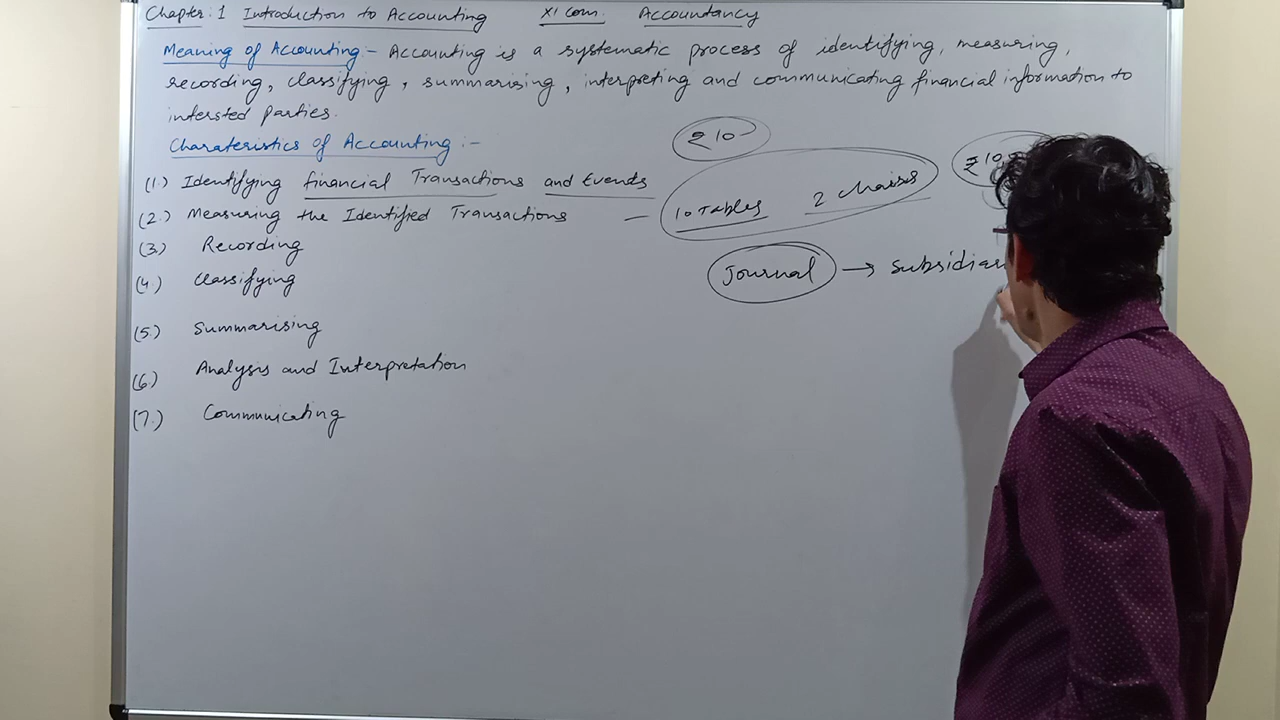 Chapter: 1 Introduction to Accounting XI Com. Accountancy
Meaning of Accounting - Accounting is a systematic process of identifying, measuring,
recording, classifying, summarising, interpreting and communicating financial information to
intersted parties.
Charateristics of Accounting :-
₹10
₹10
(1.) Identifying financial Transactions and Events
10 Tables 2 chairs
(2.) Measuring the Identified Transactions -
(3.) Recording
Journal → Subsidiar
(4.) Classifying
(5.) Summarising
(6.) Analysis and Interpretation
(7.) Communicating